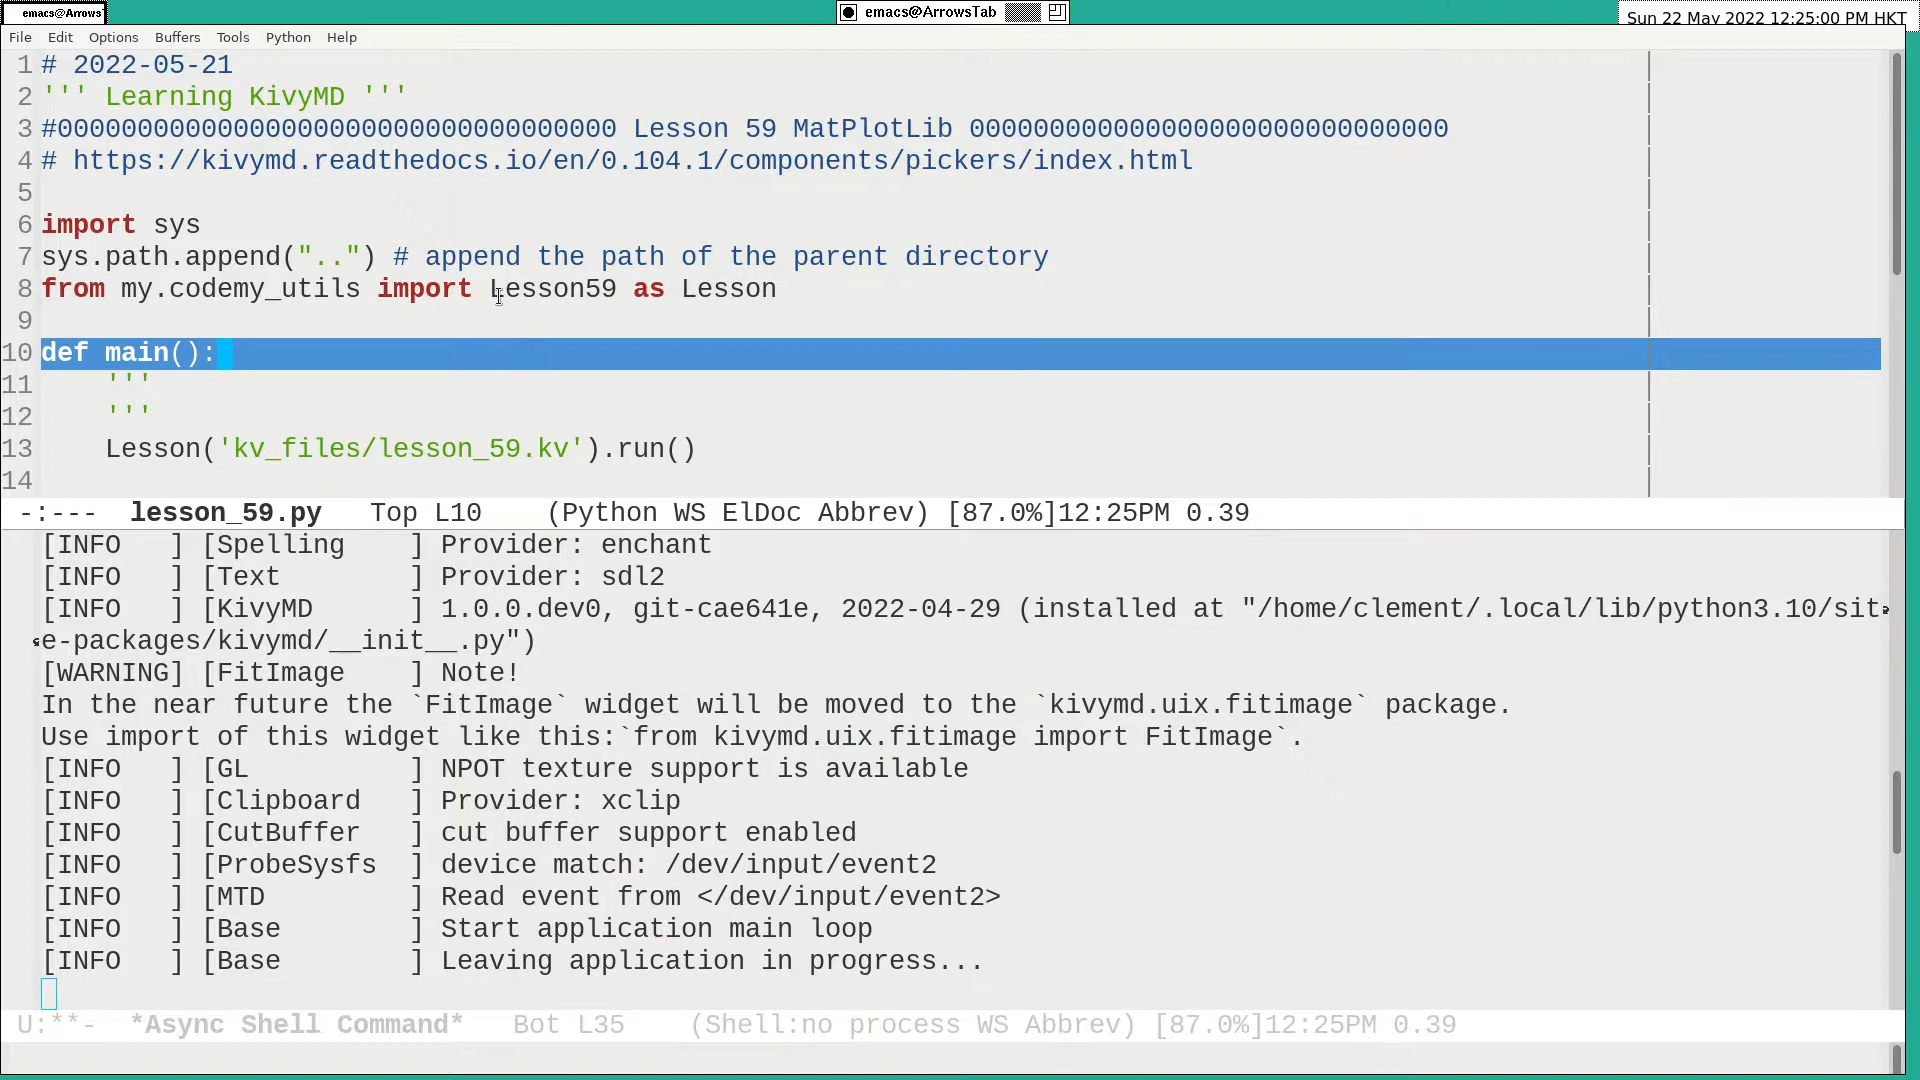 emacs@Arrows
emacs@ArrowsTab
Sun 22 May 2022 12:25:00 PM HKT
File Edit Options Buffers Tools Python Help
1 # 2022-05-21
2 ''' Learning KivyMD '''
3 #00000000000000000000000000000000000 Lesson 59 MatPlotLib 000000000000000000000000000000
4 # https://kivymd.readthedocs.io/en/0.104.1/components/pickers/index.html
5
6 import sys
7 sys.path.append("..") # append the path of the parent directory
8 from my.codemy_utils import Lesson59 as Lesson
9
10 def main():
11     '''
12     '''
13     Lesson('kv_files/lesson_59.kv').run()
14
-:---  lesson_59.py   Top L10    (Python WS ElDoc Abbrev) [87.0%]12:25PM 0.39
[INFO   ] [Spelling    ] Provider: enchant
[INFO   ] [Text        ] Provider: sdl2
[INFO   ] [KivyMD      ] 1.0.0.dev0, git-cae641e, 2022-04-29 (installed at "/home/clement/.local/lib/python3.10/sit
e-packages/kivymd/__init__.py")
[WARNING] [FitImage    ] Note!
In the near future the `FitImage` widget will be moved to the `kivymd.uix.fitimage` package.
Use import of this widget like this:`from kivymd.uix.fitimage import FitImage`.
[INFO   ] [GL          ] NPOT texture support is available
[INFO   ] [Clipboard   ] Provider: xclip
[INFO   ] [CutBuffer   ] cut buffer support enabled
[INFO   ] [ProbeSysfs  ] device match: /dev/input/event2
[INFO   ] [MTD         ] Read event from </dev/input/event2>
[INFO   ] [Base        ] Start application main loop
[INFO   ] [Base        ] Leaving application in progress...
U:**-  *Async Shell Command*   Bot L35    (Shell:no process WS Abbrev) [87.0%]12:25PM 0.39